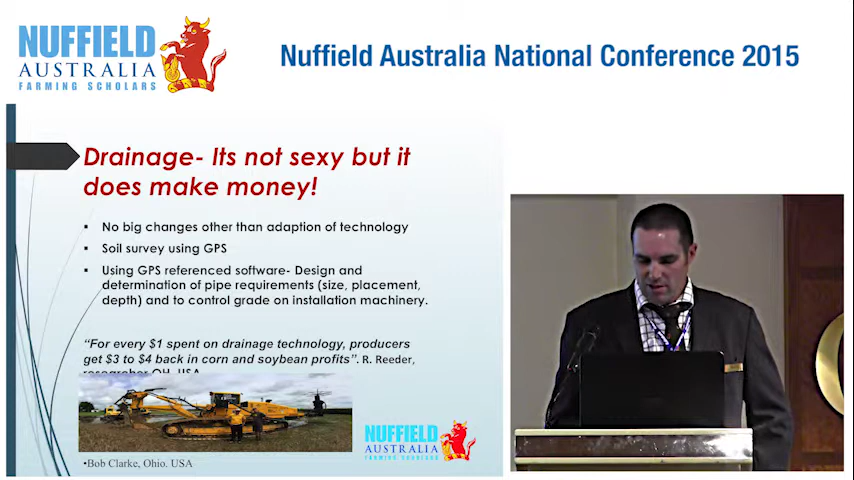 NUFFIELD
AUSTRALIA
FARMING SCHOLARS
Nuffield Australia National Conference 2015
Drainage- Its not sexy but it
does make money!
▪ No big changes other than adaption of technology
▪ Soil survey using GPS
▪ Using GPS referenced software- Design and
determination of pipe requirements (size, placement,
depth) and to control grade on installation machinery.
“For every $1 spent on drainage technology, producers
get $3 to $4 back in corn and soybean profits”. R. Reeder,
researcher OH, USA
NUFFIELD
AUSTRALIA
FARMING SCHOLARS
•Bob Clarke, Ohio. USA